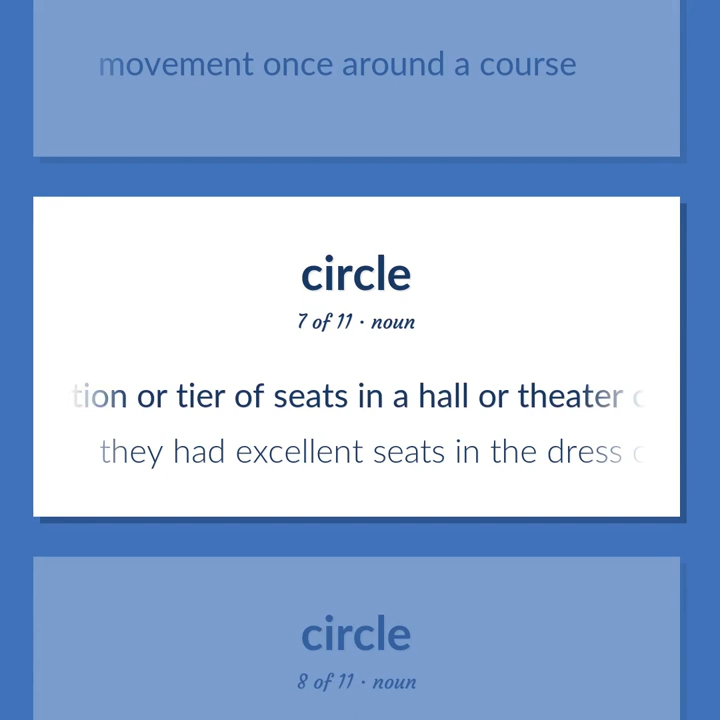 movement once around a course
circle
7 of 11 · noun
tion or tier of seats in a hall or theater
they had excellent seats in the dress
circle
8 of 11 · noun